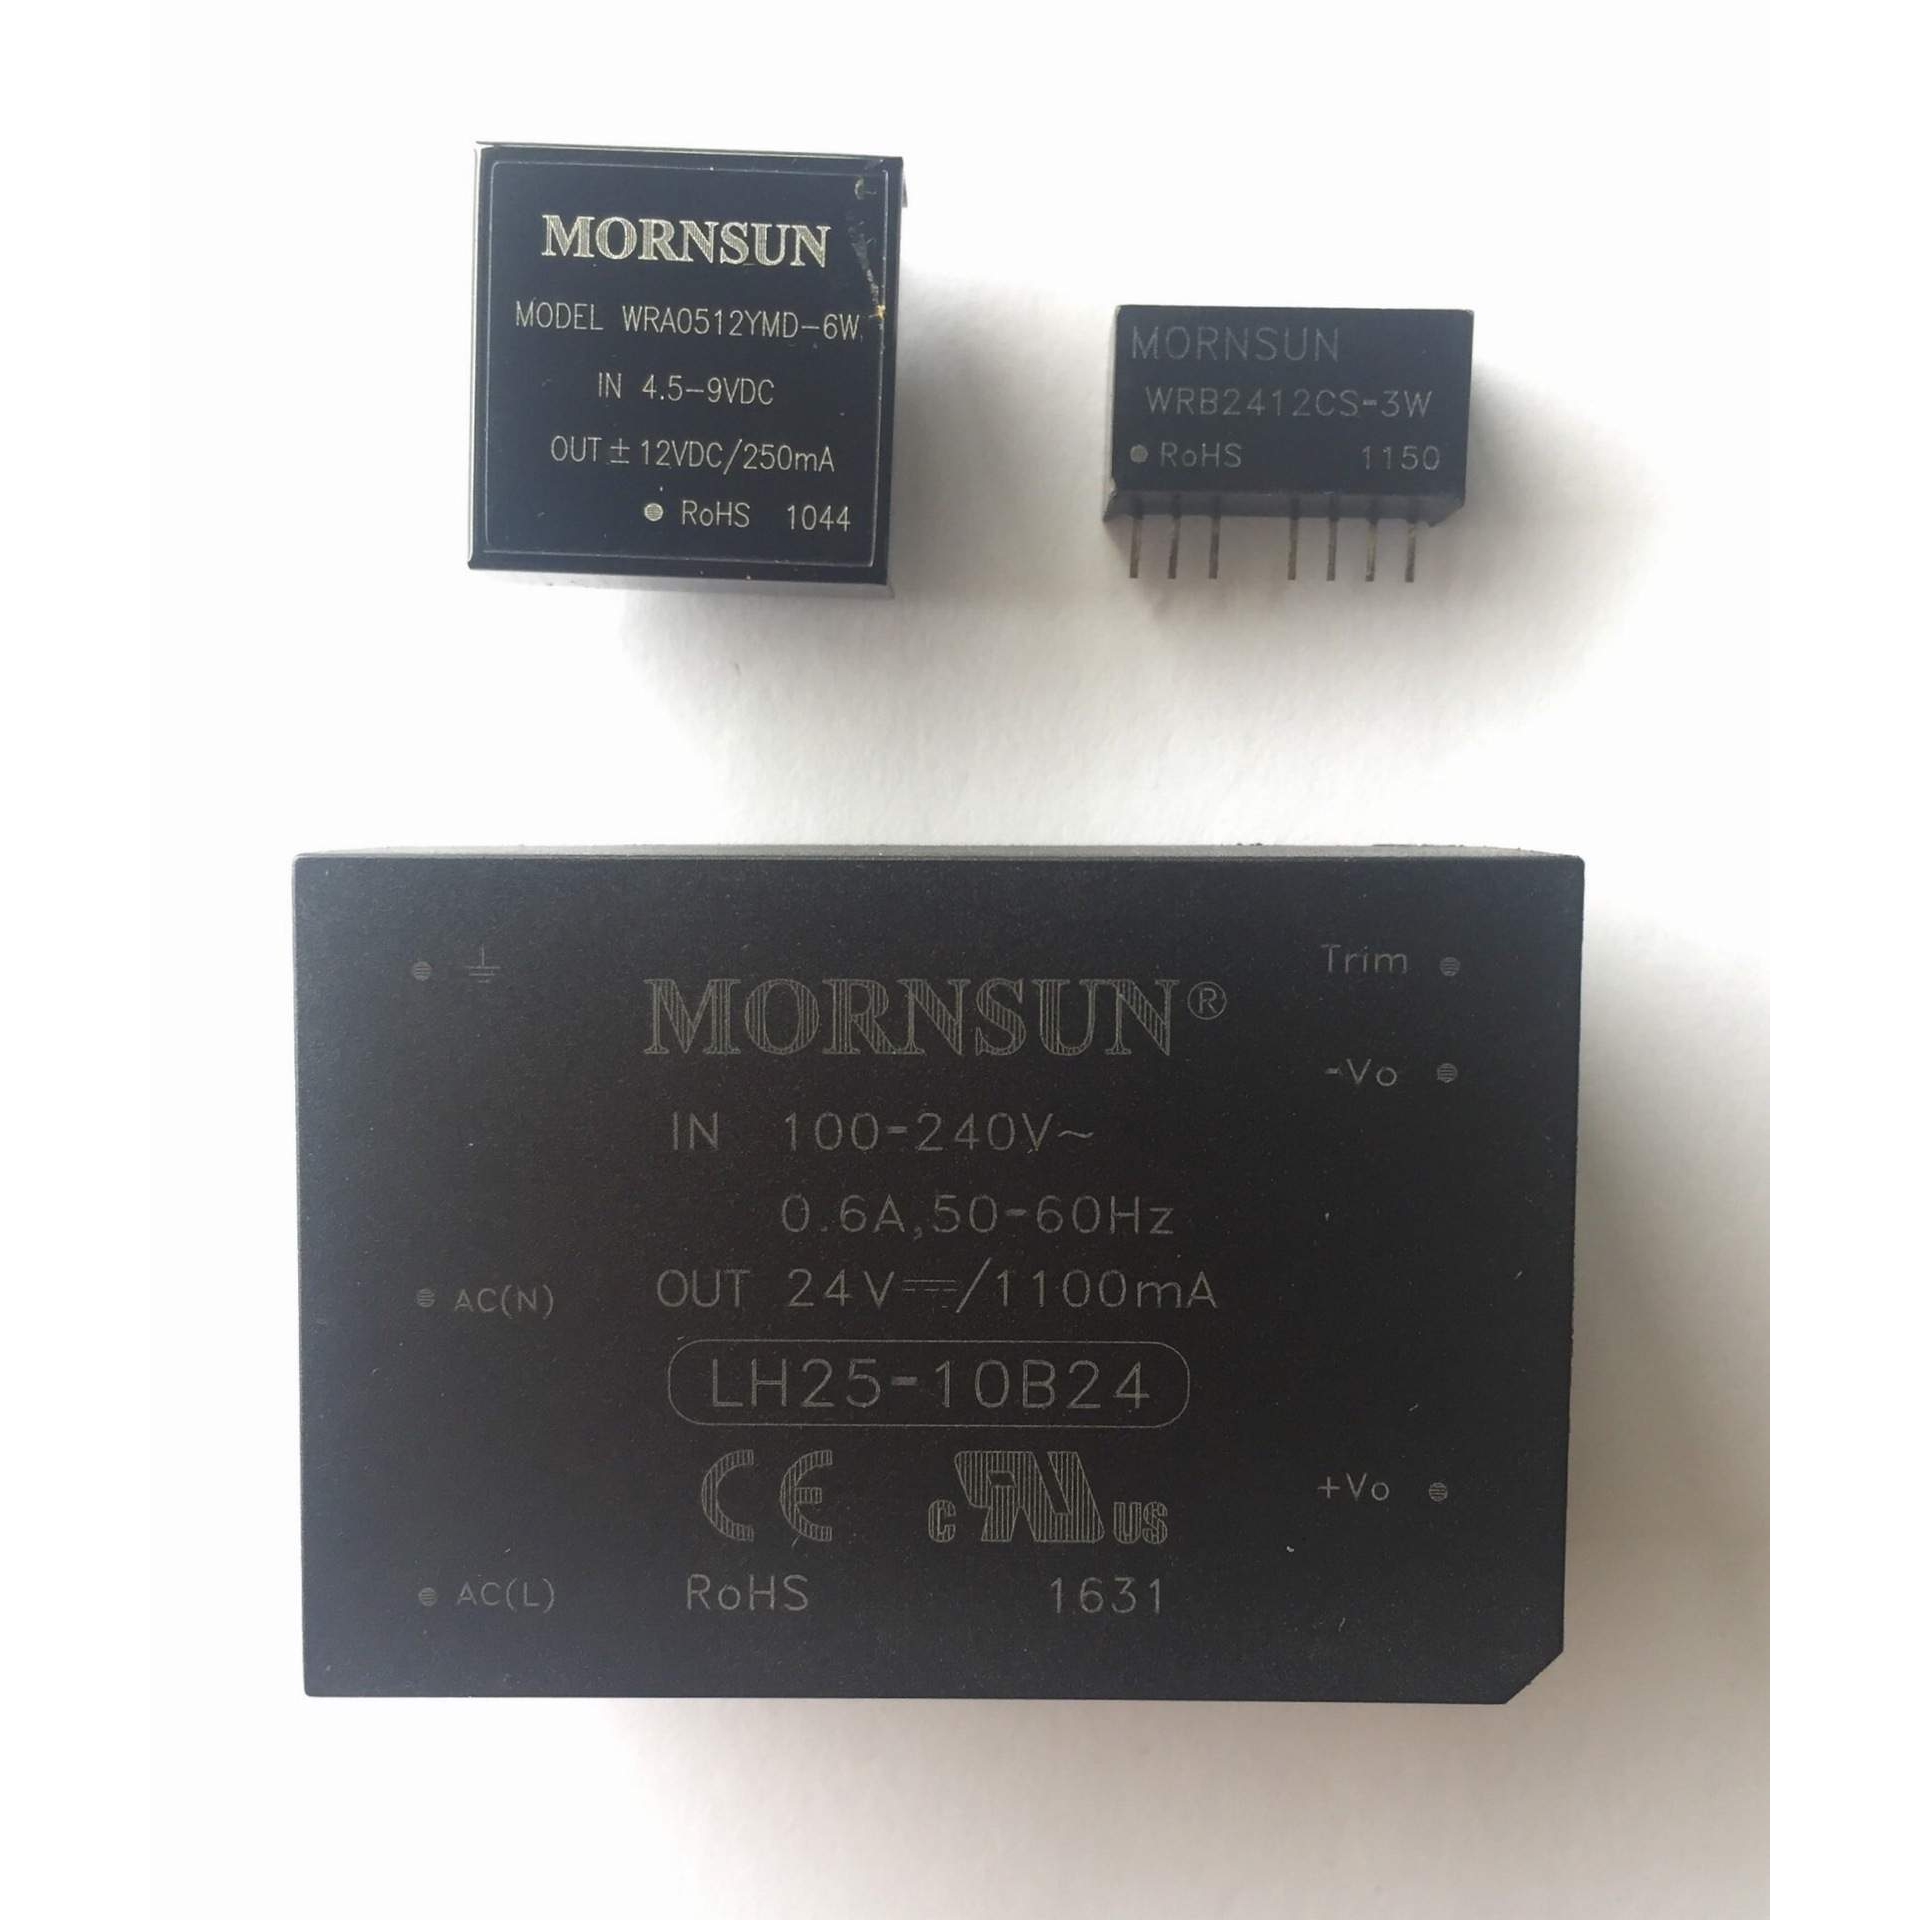 MORNSUN
MODEL WRA0512YMD-6W
IN 4.5-9VDC
OUT ± 12VDC/250mA
RoHS 1044
MORNSUN
WRB2412CS-3W
RoHS 1150
Trim
MORNSUN®
-Vo
IN 100-240V~
0.6A,50-60Hz
OUT 24V⎓/1100mA
AC(N)
LH25-10B24
CE c RU US
+Vo
AC(L)
RoHS 1631